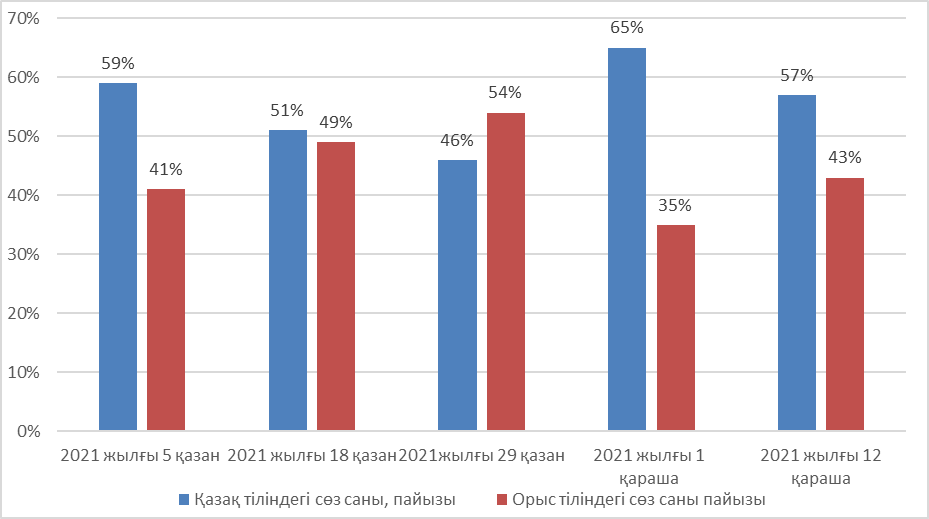 70%
65%
59%
57%
60%
54%
51%
49%
50%
46%
43%
41%
40%
35%
30%
20%
10%
0%
2021 жылғы 5 қазан
2021 жылғы 18 қазан
2021жылғы 29 қазан
2021 жылғы 1
қараша
2021 жылғы 12
қараша
Қазақ тіліндегі сөз саны, пайызы
Орыс тіліндегі сөз саны пайызы